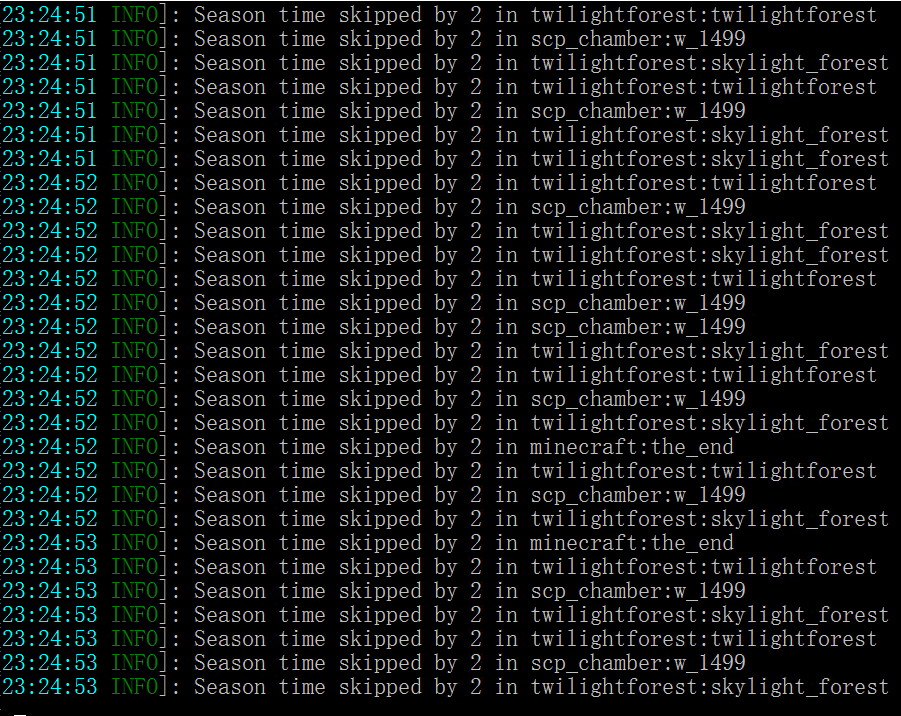 [23:24:51 INFO]: Season time skipped by 2 in twilightforest:twilightforest
[23:24:51 INFO]: Season time skipped by 2 in scp_chamber:w_1499
[23:24:51 INFO]: Season time skipped by 2 in twilightforest:skylight_forest
[23:24:51 INFO]: Season time skipped by 2 in twilightforest:twilightforest
[23:24:51 INFO]: Season time skipped by 2 in scp_chamber:w_1499
[23:24:51 INFO]: Season time skipped by 2 in twilightforest:skylight_forest
[23:24:51 INFO]: Season time skipped by 2 in twilightforest:skylight_forest
[23:24:52 INFO]: Season time skipped by 2 in twilightforest:twilightforest
[23:24:52 INFO]: Season time skipped by 2 in scp_chamber:w_1499
[23:24:52 INFO]: Season time skipped by 2 in twilightforest:skylight_forest
[23:24:52 INFO]: Season time skipped by 2 in twilightforest:skylight_forest
[23:24:52 INFO]: Season time skipped by 2 in twilightforest:twilightforest
[23:24:52 INFO]: Season time skipped by 2 in scp_chamber:w_1499
[23:24:52 INFO]: Season time skipped by 2 in scp_chamber:w_1499
[23:24:52 INFO]: Season time skipped by 2 in twilightforest:skylight_forest
[23:24:52 INFO]: Season time skipped by 2 in twilightforest:twilightforest
[23:24:52 INFO]: Season time skipped by 2 in scp_chamber:w_1499
[23:24:52 INFO]: Season time skipped by 2 in twilightforest:skylight_forest
[23:24:52 INFO]: Season time skipped by 2 in minecraft:the_end
[23:24:52 INFO]: Season time skipped by 2 in twilightforest:twilightforest
[23:24:52 INFO]: Season time skipped by 2 in scp_chamber:w_1499
[23:24:52 INFO]: Season time skipped by 2 in twilightforest:skylight_forest
[23:24:53 INFO]: Season time skipped by 2 in minecraft:the_end
[23:24:53 INFO]: Season time skipped by 2 in twilightforest:twilightforest
[23:24:53 INFO]: Season time skipped by 2 in scp_chamber:w_1499
[23:24:53 INFO]: Season time skipped by 2 in twilightforest:skylight_forest
[23:24:53 INFO]: Season time skipped by 2 in twilightforest:twilightforest
[23:24:53 INFO]: Season time skipped by 2 in scp_chamber:w_1499
[23:24:53 INFO]: Season time skipped by 2 in twilightforest:skylight_forest